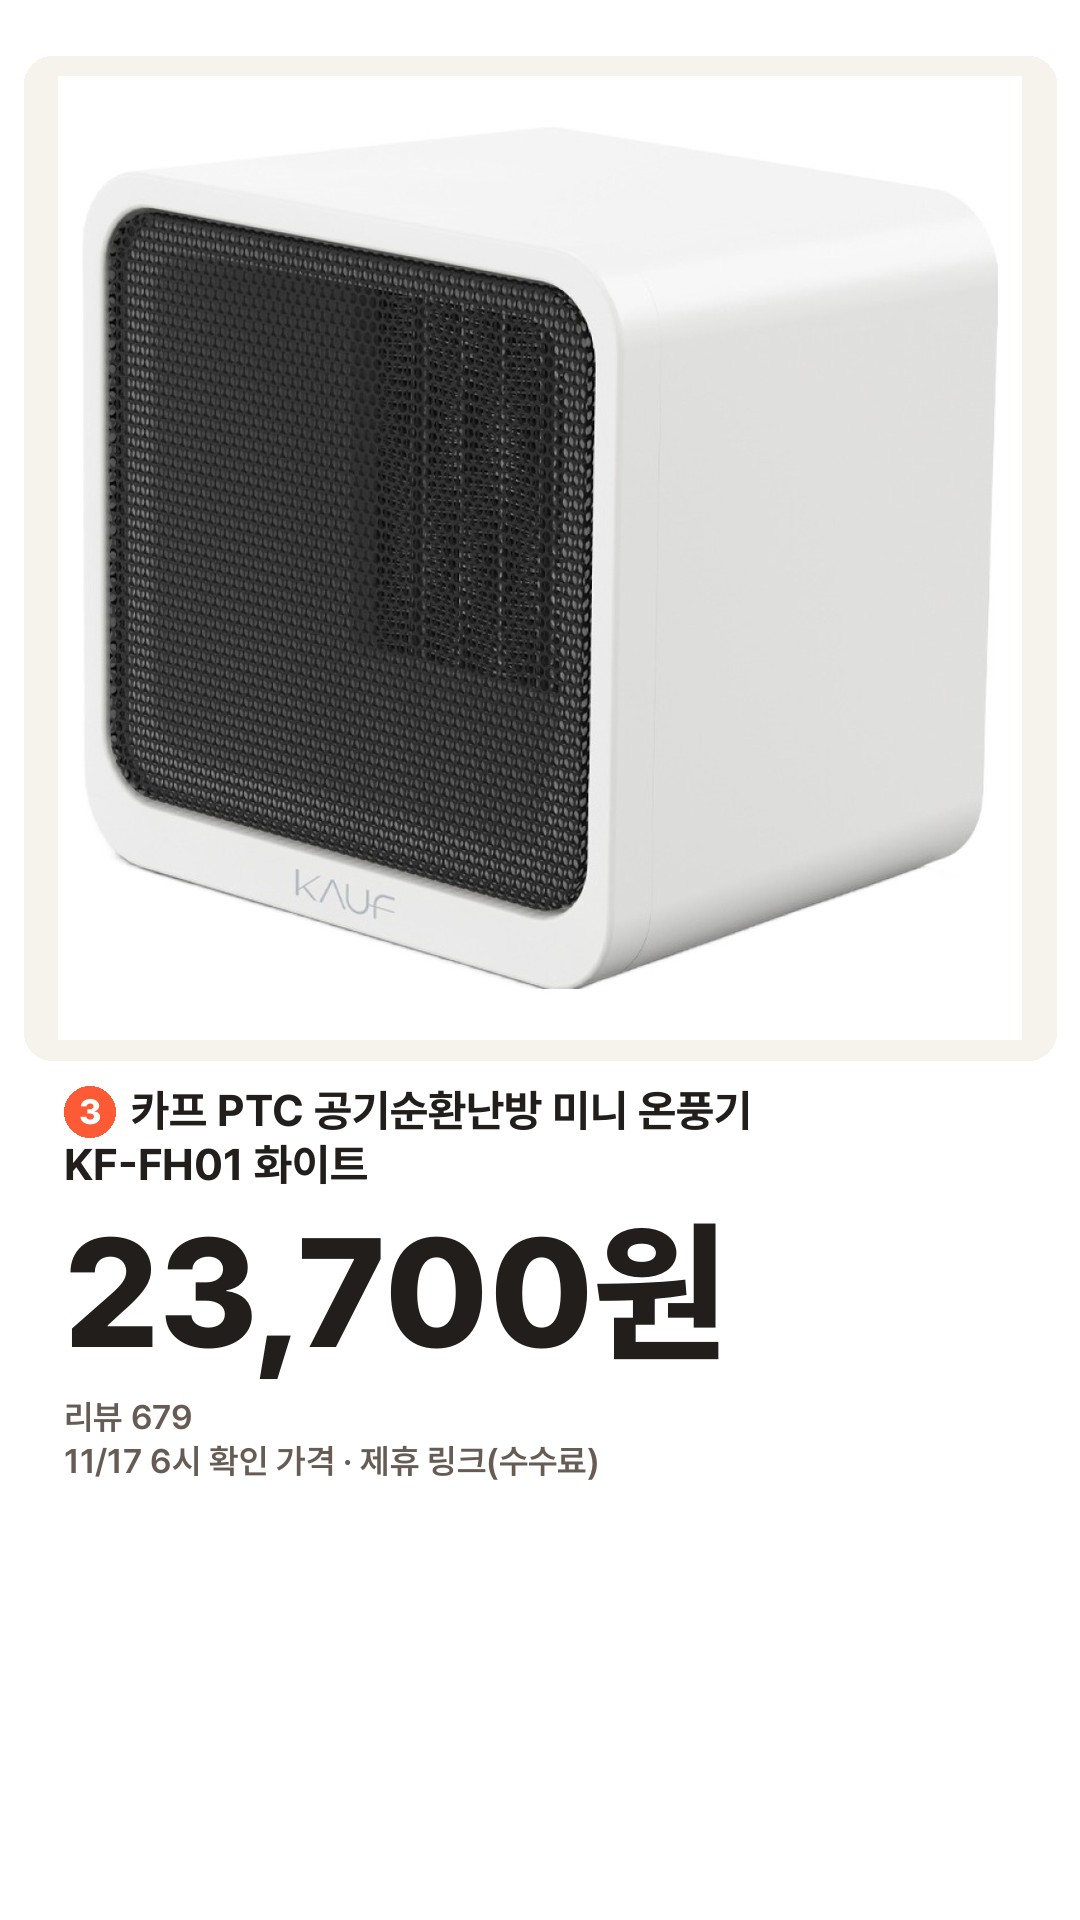 KAUF
3 카프 PTC 공기순환난방 미니 온풍기
KF-FH01 화이트
23,700원
리뷰 679
11/17 6시 확인 가격 · 제휴 링크(수수료)